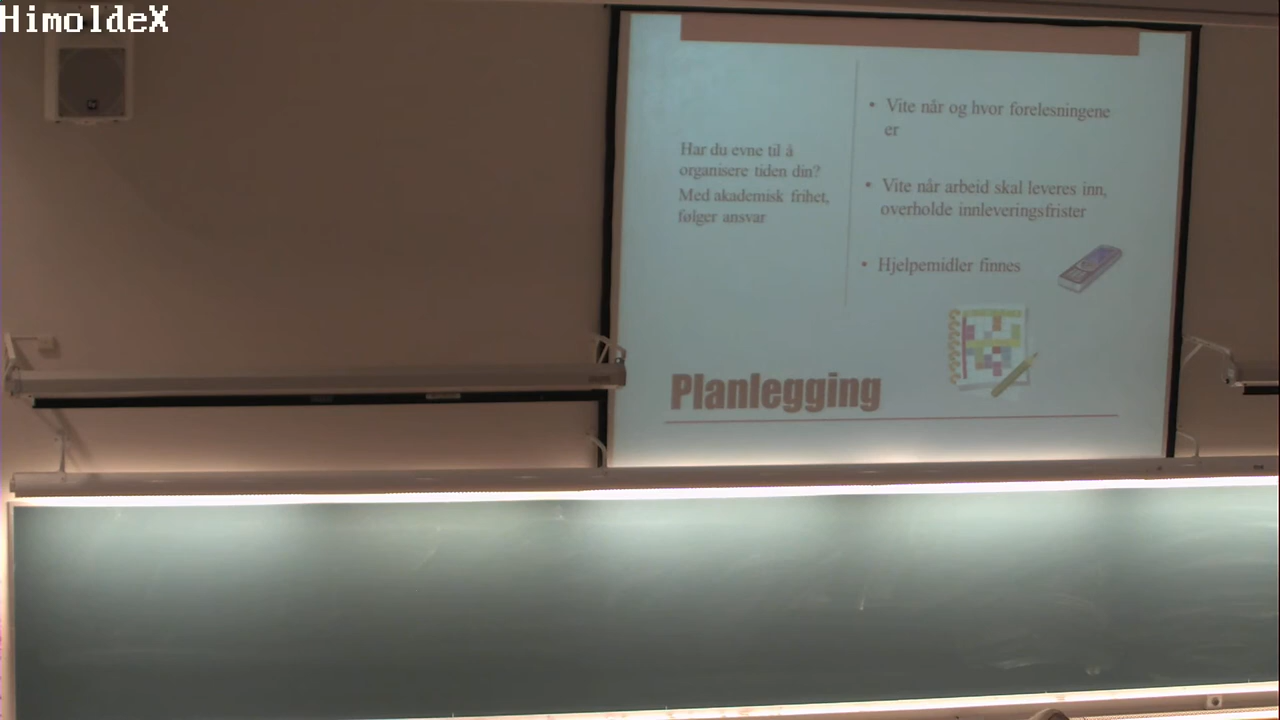 HimoldeX
Har du evne til å
organisere tiden din?
Med akademisk frihet,
følger ansvar
• Vite når og hvor forelesningene
er
• Vite når arbeid skal leveres inn,
overholde innleveringsfrister
• Hjelpemidler finnes
Planlegging